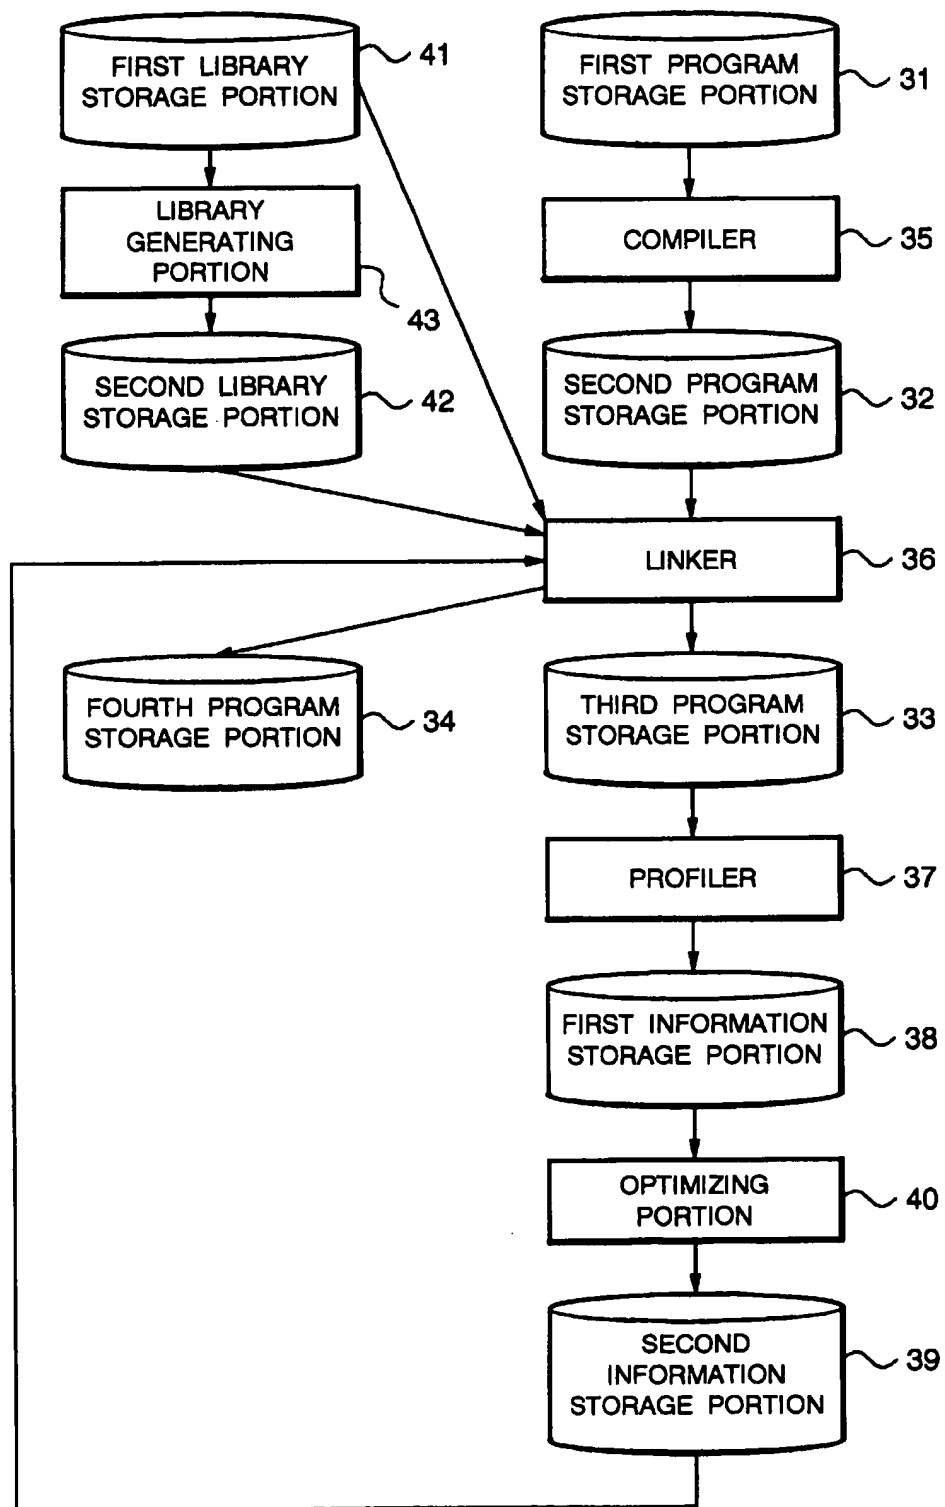 FIRST LIBRARY
STORAGE PORTION
41
FIRST PROGRAM
STORAGE PORTION
31
LIBRARY
GENERATING
PORTION
43
COMPILER
35
SECOND LIBRARY
STORAGE PORTION
42
SECOND PROGRAM
STORAGE PORTION
32
LINKER
36
FOURTH PROGRAM
STORAGE PORTION
34
THIRD PROGRAM
STORAGE PORTION
33
PROFILER
37
FIRST INFORMATION
STORAGE PORTION
38
OPTIMIZING
PORTION
40
SECOND
INFORMATION
STORAGE PORTION
39